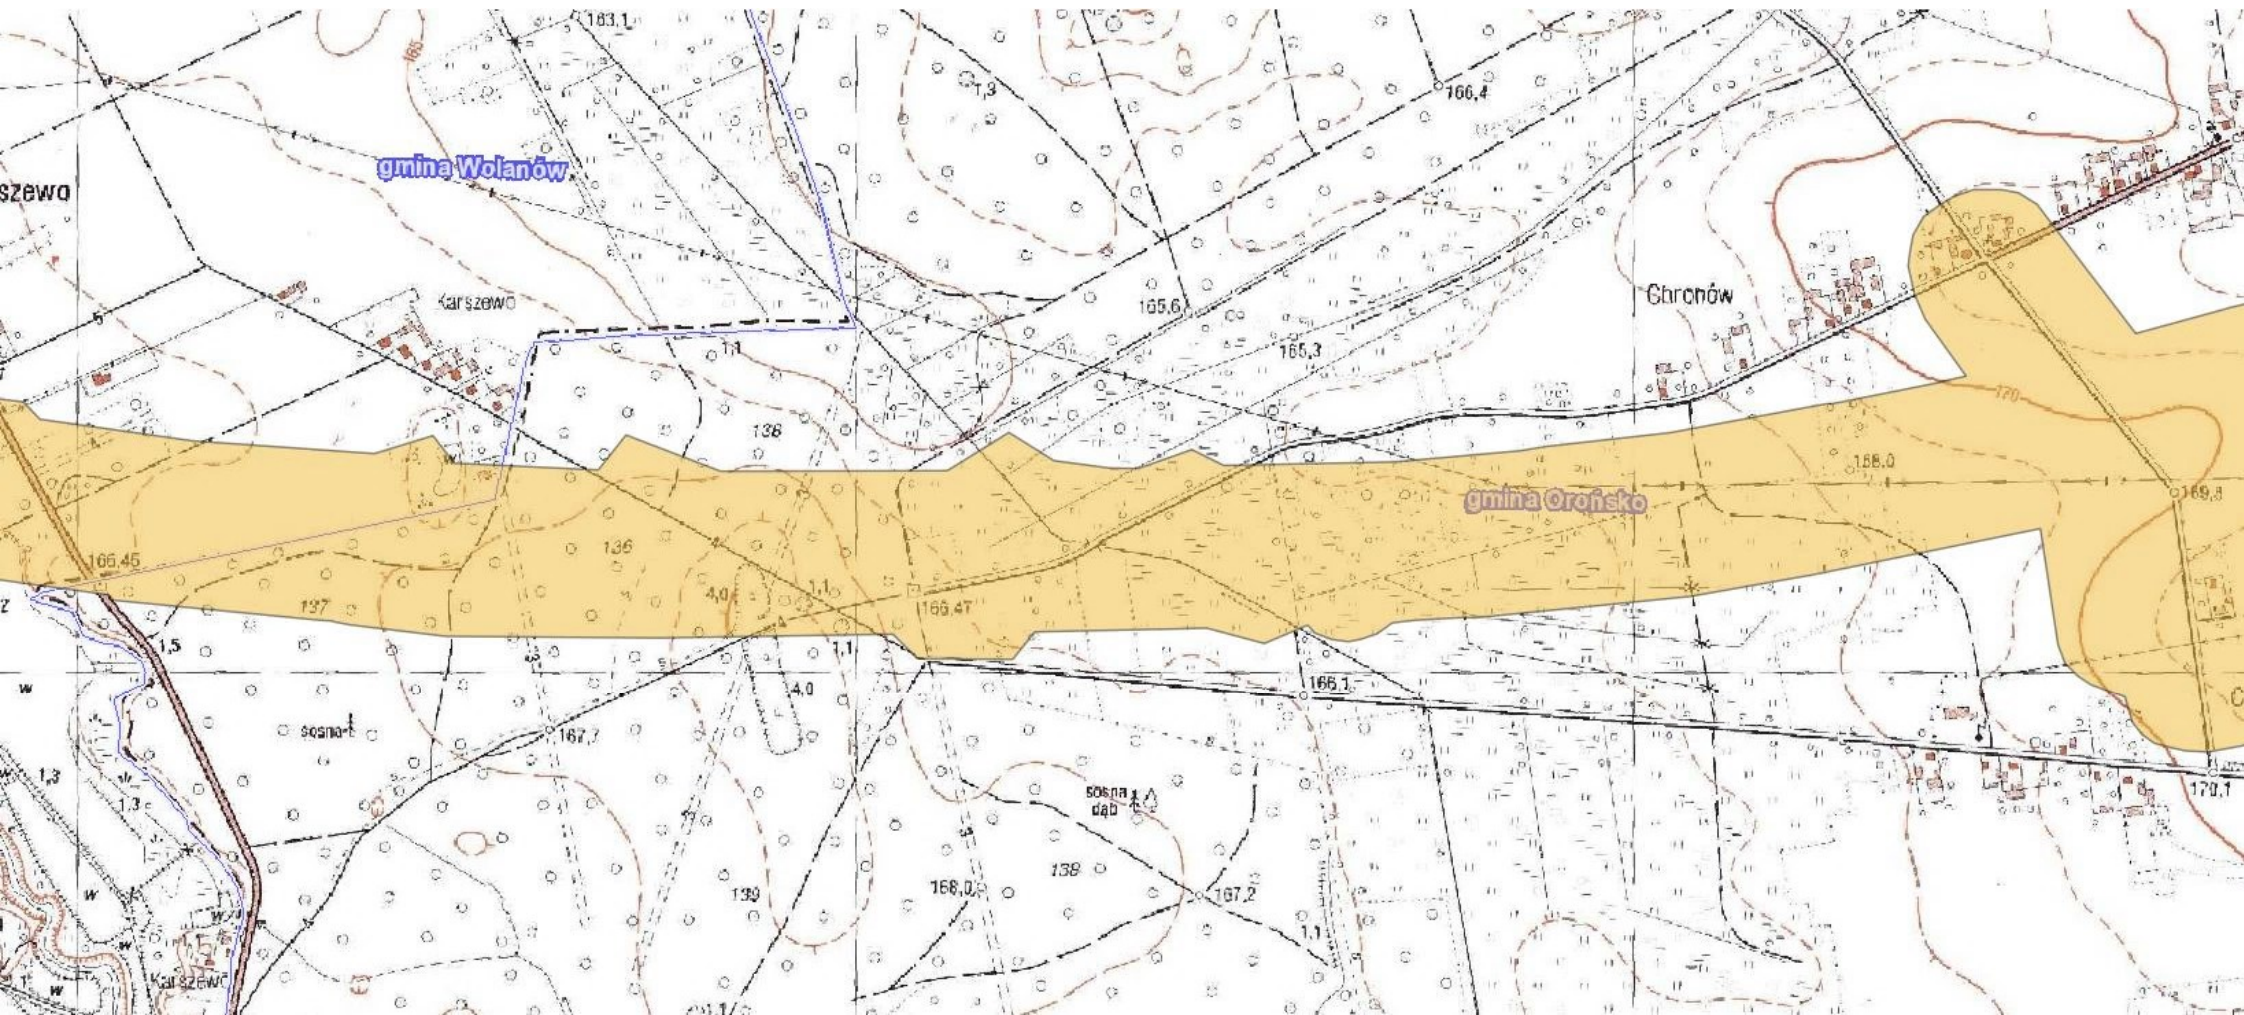 163,1
165
1,3
166,4
gmina Wolanów
szewo
Karszewo
165,6
Chronów
165,3
1,1
170
136
168.0
gmina Orońsko
169,8
w
136
166,45
4,0
1,1
137
166,47
1,5
1,1
w
4,0
166,1
sosna
167,7
1,3
1,3
sosna
dąb
170,1
139
168,0
138
167,2
w
w
1,1
w
Karszewo
w